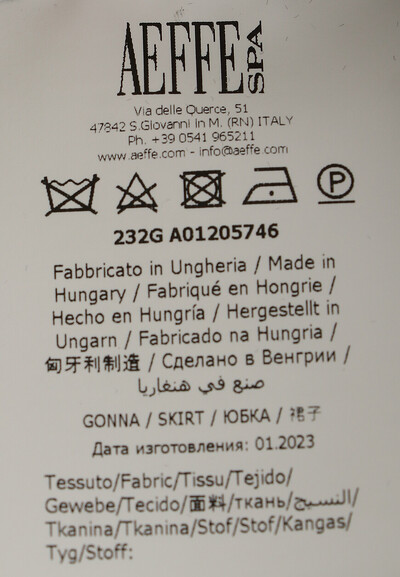 AEFFE SPA
Via delle Querce, 51
47842 S.Giovanni in M. (RN) ITALY
Ph. +39 0541 965211
www.aeffe.com - info@aeffe.com
P
232G A01205746
Fabbricato in Ungheria / Made in
Hungary / Fabriqué en Hongrie /
Hecho en Hungría / Hergestellt in
Ungarn / Fabricado na Hungria /
匈牙利制造 / Сделано в Венгрии /
صنع في هنغاريا
GONNA / SKIRT / ЮБКА / 裙子
Дата изготовления: 01.2023
Tessuto/Fabric/Tissu/Tejido/
Gewebe/Tecido/面料/ткань/النسيج/
Tkanina/Tkanina/Stof/Stof/Kangas/
Tyg/Stoff: